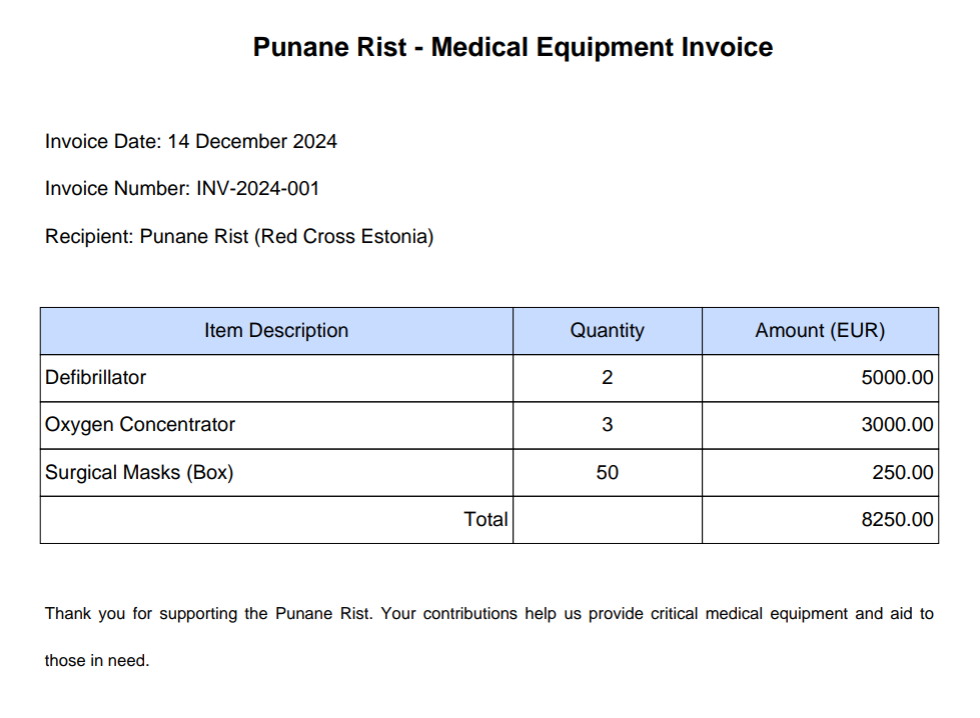 Punane Rist - Medical Equipment Invoice
Invoice Date: 14 December 2024
Invoice Number: INV-2024-001
Recipient: Punane Rist (Red Cross Estonia)
Item Description Quantity Amount (EUR)
Defibrillator 2 5000.00
Oxygen Concentrator 3 3000.00
Surgical Masks (Box) 50 250.00
Total 8250.00
Thank you for supporting the Punane Rist. Your contributions help us provide critical medical equipment and aid to
those in need.